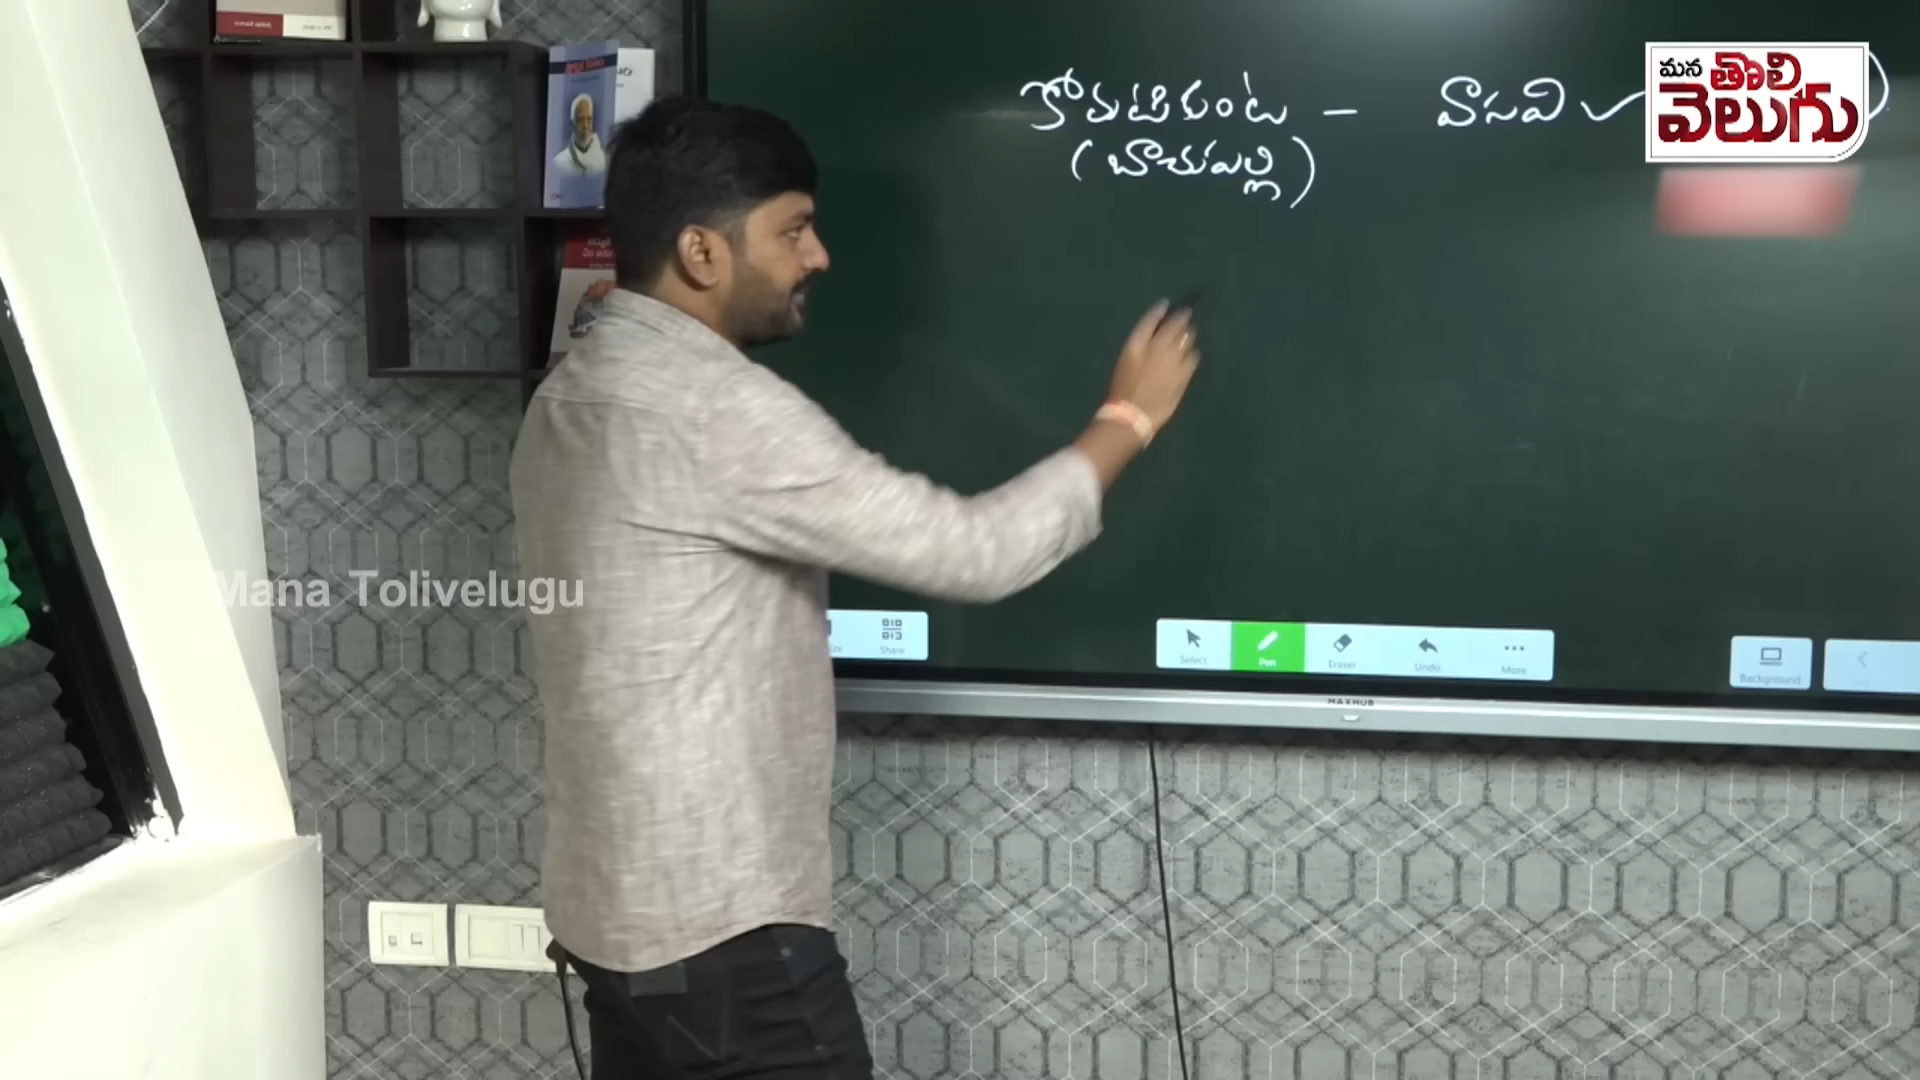 కోమటికుంట – వాసవి
(బాచుపల్లి)
మన తొలి
వెలుగు
Mana Tolivelugu
Share
Select Pen Eraser Undo More
Background
MAXHUB